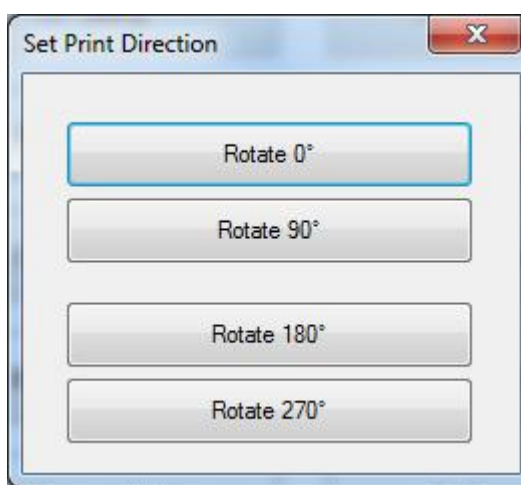 Set Print Direction
Rotate 0°
Rotate 90°
Rotate 180°
Rotate 270°